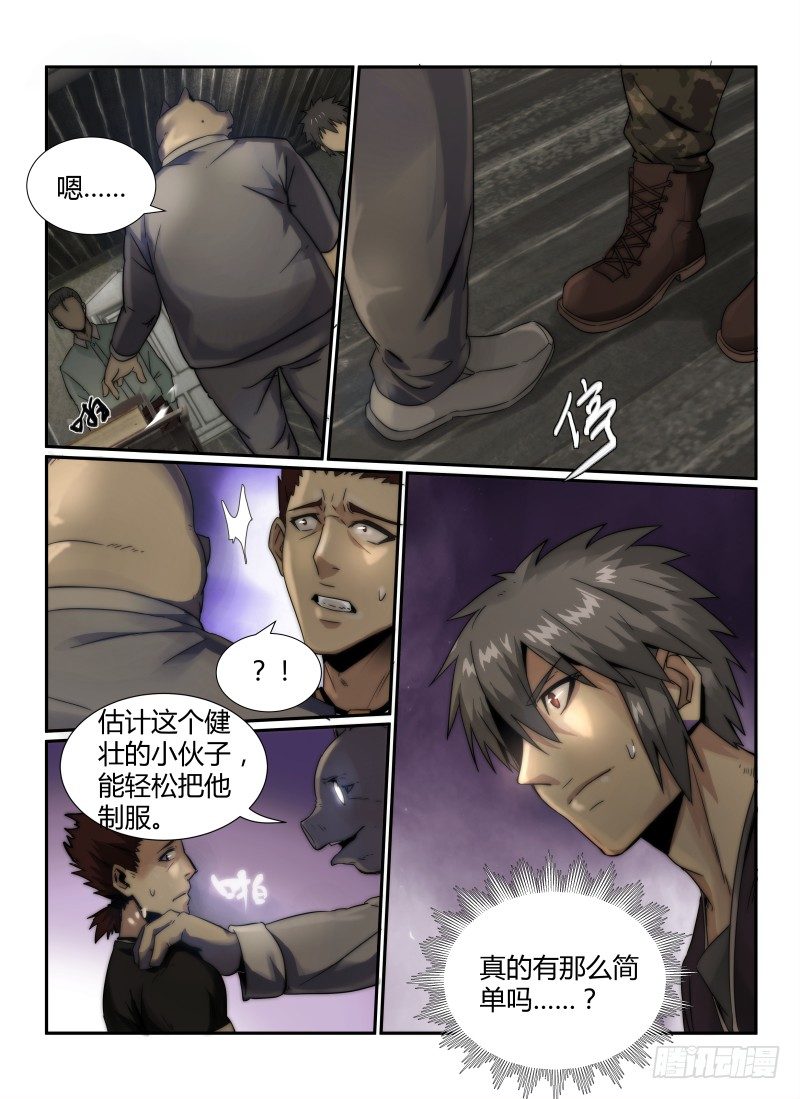 嗯……
停
？！
估计这个健
壮的小伙子，
能轻松把他
制服。
啪
真的有那么简
单吗……？
腾讯动漫